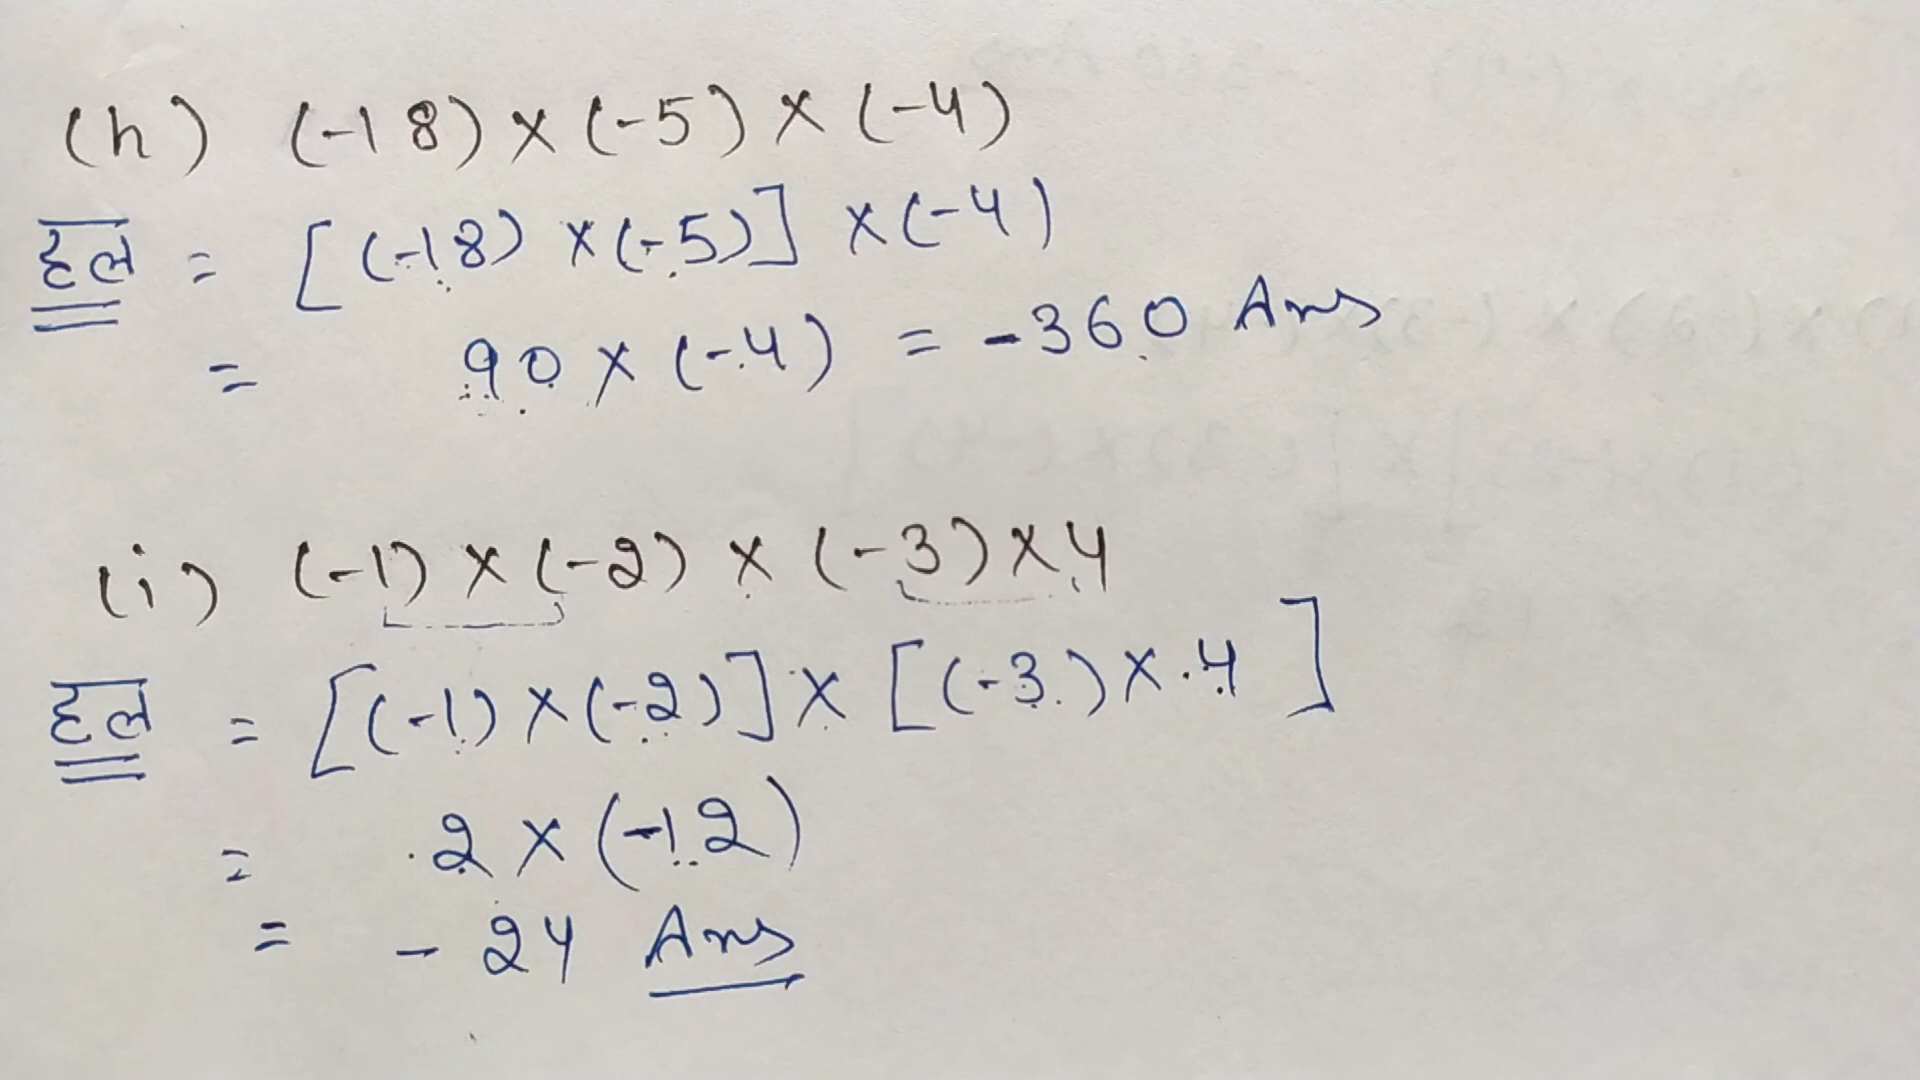 (h) (-18) × (-5) × (-4)
हल = [(-18) × (-5)] × (-4)
= 90 × (-4) = -360 Ans
(i) (-1) × (-2) × (-3) × 4
हल = [(-1) × (-2)] × [(-3) × 4]
= 2 × (-12)
= -24 Ans